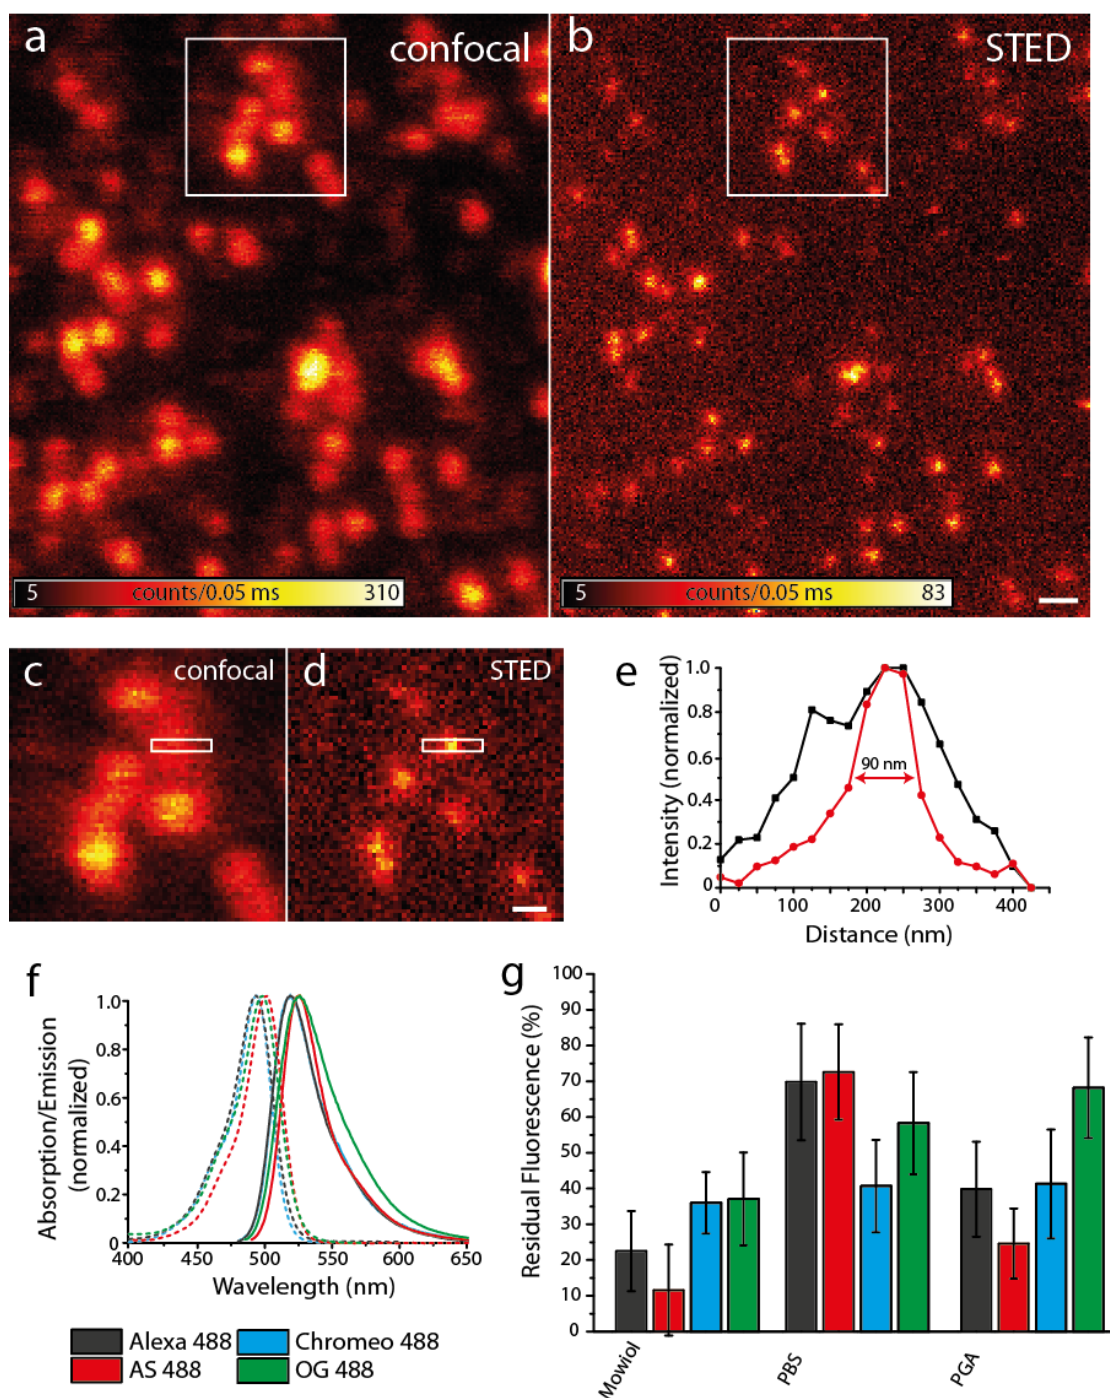 a confocal
b STED
5 counts/0.05 ms 310
5 counts/0.05 ms 83
c confocal
d STED
e
Intensity (normalized)
1.0
0.8
0.6
0.4
0.2
0
90 nm
0 100 200 300 400
Distance (nm)
f
Absorption/Emission
(normalized)
1.0
0.8
0.6
0.4
0.2
0
400 450 500 550 600 650
Wavelength (nm)
Alexa 488
Chromeo 488
AS 488
OG 488
g
Residual Fluorescence (%)
100
90
80
70
60
50
40
30
20
10
0
Mowiol
PBS
PGA